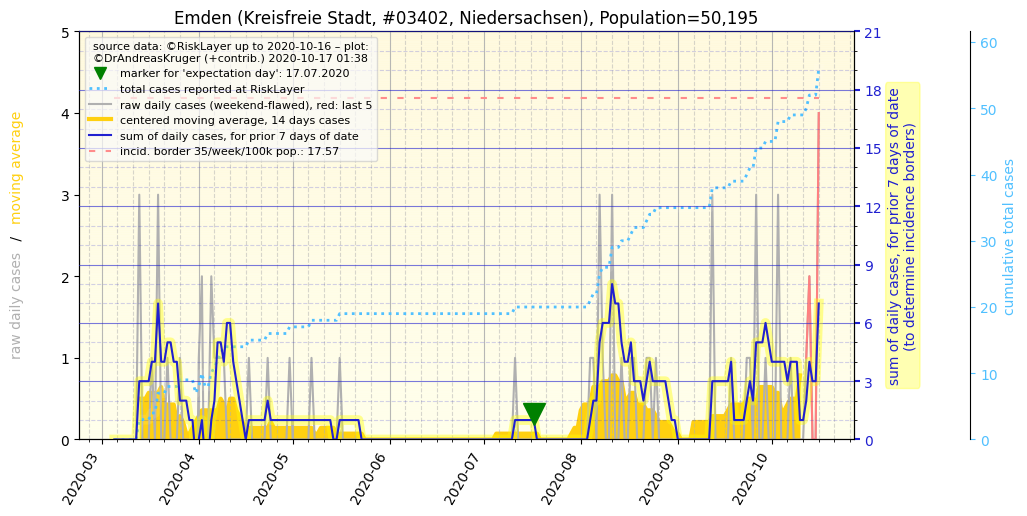 Emden (Kreisfreie Stadt, #03402, Niedersachsen), Population=50,195
source data: ©RiskLayer up to 2020-10-16 – plot:
©DrAndreasKruger (+contrib.) 2020-10-17 01:38
marker for 'expectation day': 17.07.2020
total cases reported at RiskLayer
raw daily cases (weekend-flawed), red: last 5
centered moving average, 14 days cases
sum of daily cases, for prior 7 days of date
incid. border 35/week/100k pop.: 17.57
raw daily cases / moving average
5
4
3
2
1
0
21
18
15
12
9
6
3
0
sum of daily cases, for prior 7 days of date
(to determine incidence borders)
60
50
40
30
20
10
0
cumulative total cases
2020-03
2020-04
2020-05
2020-06
2020-07
2020-08
2020-09
2020-10